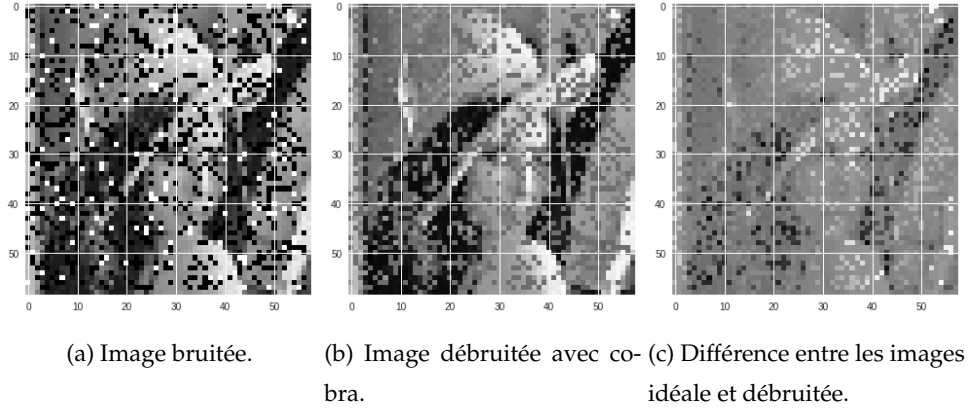 0
10
20
30
40
50
0 10 20 30 40 50
(a) Image bruitée.
0
10
20
30
40
50
0 10 20 30 40 50
(b) Image débruitée avec co-
bra.
0
10
20
30
40
50
0 10 20 30 40 50
(c) Différence entre les images
idéale et débruitée.